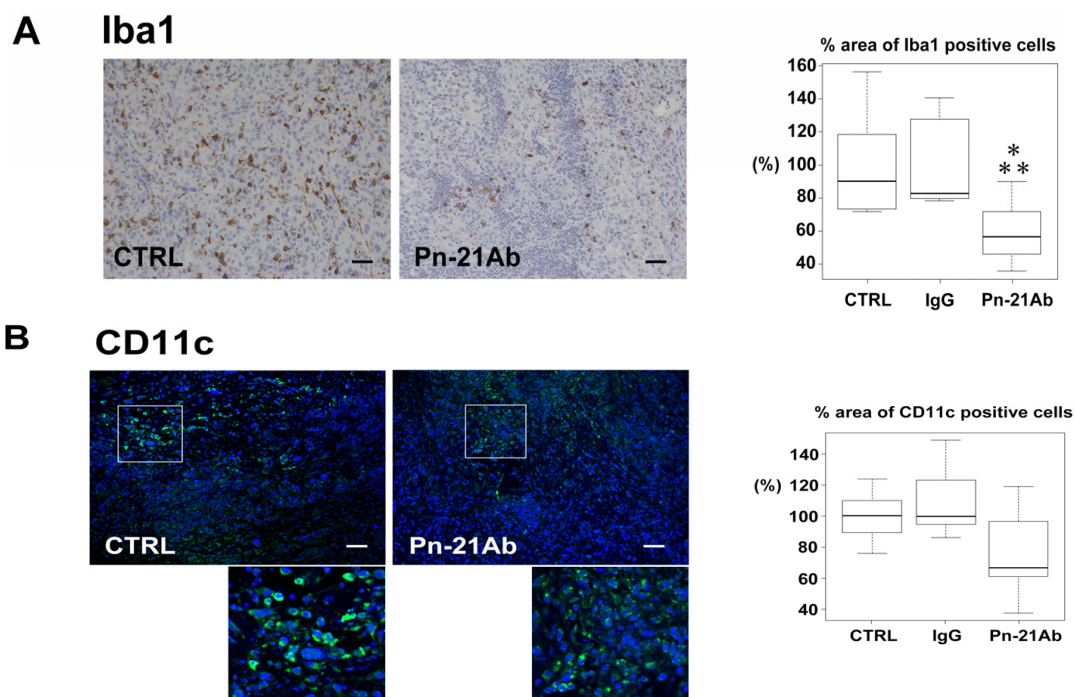 A
Iba1
CTRL
Pn-21Ab
% area of Iba1 positive cells
(%)
160
140
120
100
80
60
40
*
**
CTRL
IgG
Pn-21Ab
B
CD11c
CTRL
Pn-21Ab
% area of CD11c positive cells
(%)
140
120
100
80
60
40
CTRL
IgG
Pn-21Ab